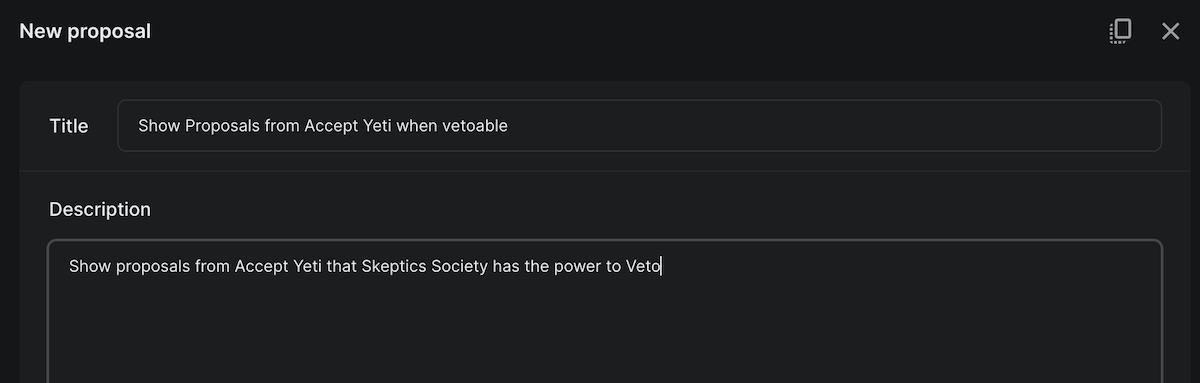 New proposal
Title
Show Proposals from Accept Yeti when vetoable
Description
Show proposals from Accept Yeti that Skeptics Society has the power to Veto